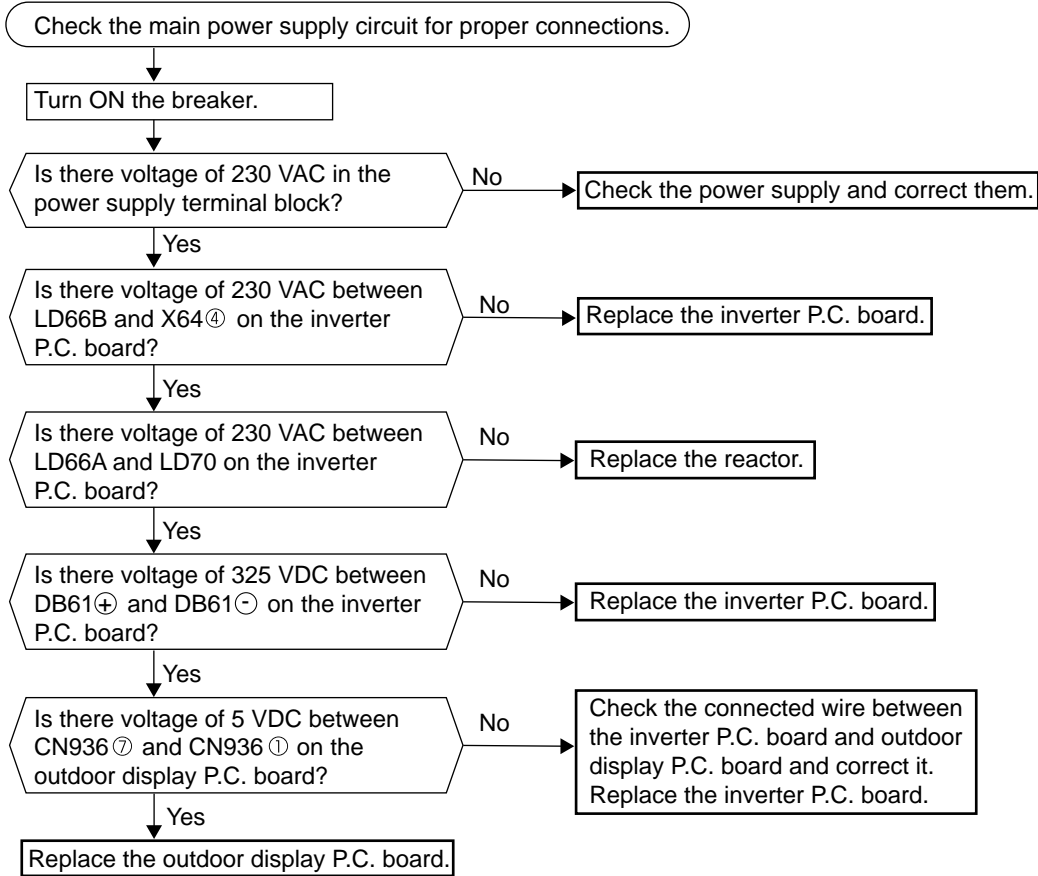 Check the main power supply circuit for proper connections.
Turn ON the breaker.
Is there voltage of 230 VAC in the
power supply terminal block?
No
Check the power supply and correct them.
Yes
Is there voltage of 230 VAC between
LD66B and X64④ on the inverter
P.C. board?
No
Replace the inverter P.C. board.
Yes
Is there voltage of 230 VAC between
LD66A and LD70 on the inverter
P.C. board?
No
Replace the reactor.
Yes
Is there voltage of 325 VDC between
DB61⊕ and DB61⊖ on the inverter
P.C. board?
No
Replace the inverter P.C. board.
Yes
Is there voltage of 5 VDC between
CN936⑦ and CN936① on the
outdoor display P.C. board?
No
Check the connected wire between
the inverter P.C. board and outdoor
display P.C. board and correct it.
Replace the inverter P.C. board.
Yes
Replace the outdoor display P.C. board.